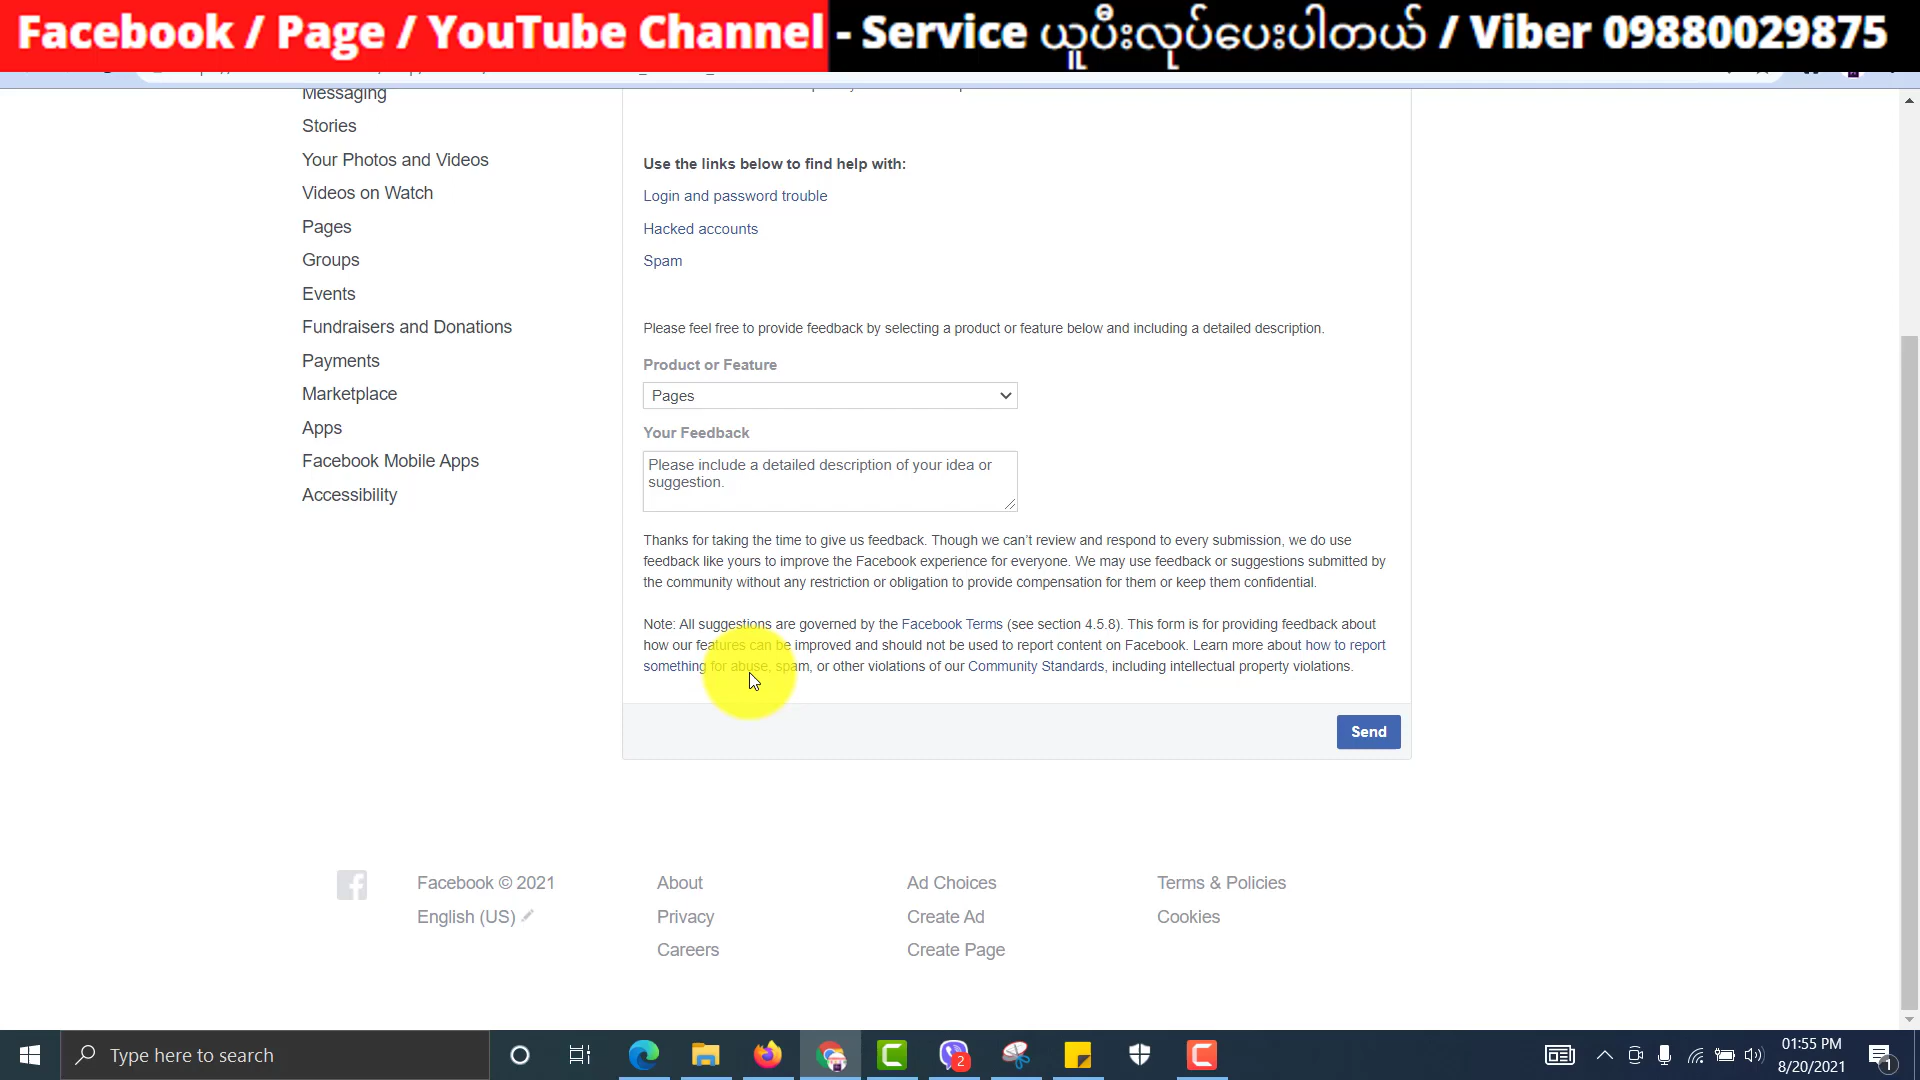 Facebook / Page / YouTube Channel - Service ယူပီးလုပ်ပေးပါတယ် / Viber 09880029875
Messaging
Stories
Your Photos and Videos
Videos on Watch
Pages
Groups
Events
Fundraisers and Donations
Payments
Marketplace
Apps
Facebook Mobile Apps
Accessibility
Use the links below to find help with:
Login and password trouble
Hacked accounts
Spam
Please feel free to provide feedback by selecting a product or feature below and including a detailed description.
Product or Feature
Pages
Your Feedback
Please include a detailed description of your idea or
suggestion.
Thanks for taking the time to give us feedback. Though we can’t review and respond to every submission, we do use
feedback like yours to improve the Facebook experience for everyone. We may use feedback or suggestions submitted by
the community without any restriction or obligation to provide compensation for them or keep them confidential.
Note: All suggestions are governed by the Facebook Terms (see section 4.5.8). This form is for providing feedback about
how our features can be improved and should not be used to report content on Facebook. Learn more about how to report
something for abuse, spam, or other violations of our Community Standards, including intellectual property violations.
Send
Facebook © 2021
English (US)
About
Privacy
Careers
Ad Choices
Create Ad
Create Page
Terms & Policies
Cookies
Type here to search
2
01:55 PM
8/20/2021
1